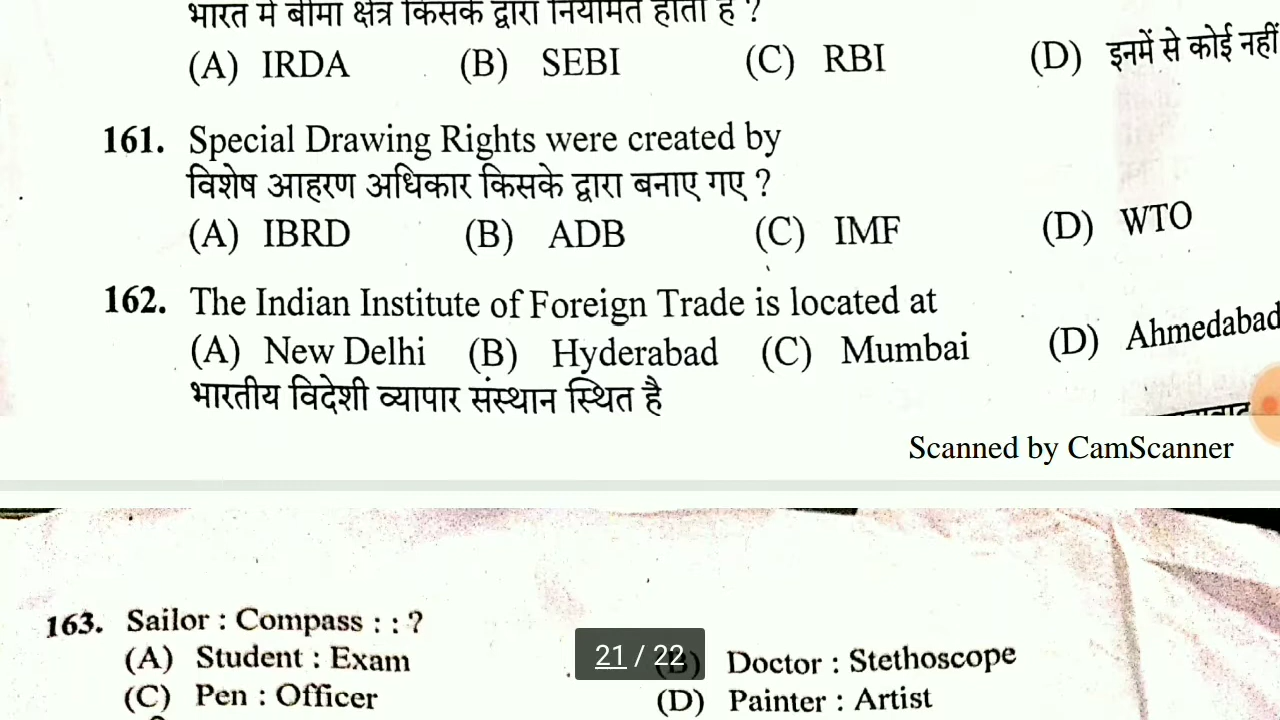 भारत में बीमा क्षेत्र किसके द्वारा नियमित होता है ?
(A) IRDA (B) SEBI (C) RBI (D) इनमें से कोई नहीं
161. Special Drawing Rights were created by
विशेष आहरण अधिकार किसके द्वारा बनाए गए ?
(A) IBRD (B) ADB (C) IMF (D) WTO
162. The Indian Institute of Foreign Trade is located at
(A) New Delhi (B) Hyderabad (C) Mumbai (D) Ahmedabad
भारतीय विदेशी व्यापार संस्थान स्थित है
Scanned by CamScanner
163. Sailor : Compass : : ?
(A) Student : Exam (B) Doctor : Stethoscope
21 / 22
(C) Pen : Officer (D) Painter : Artist